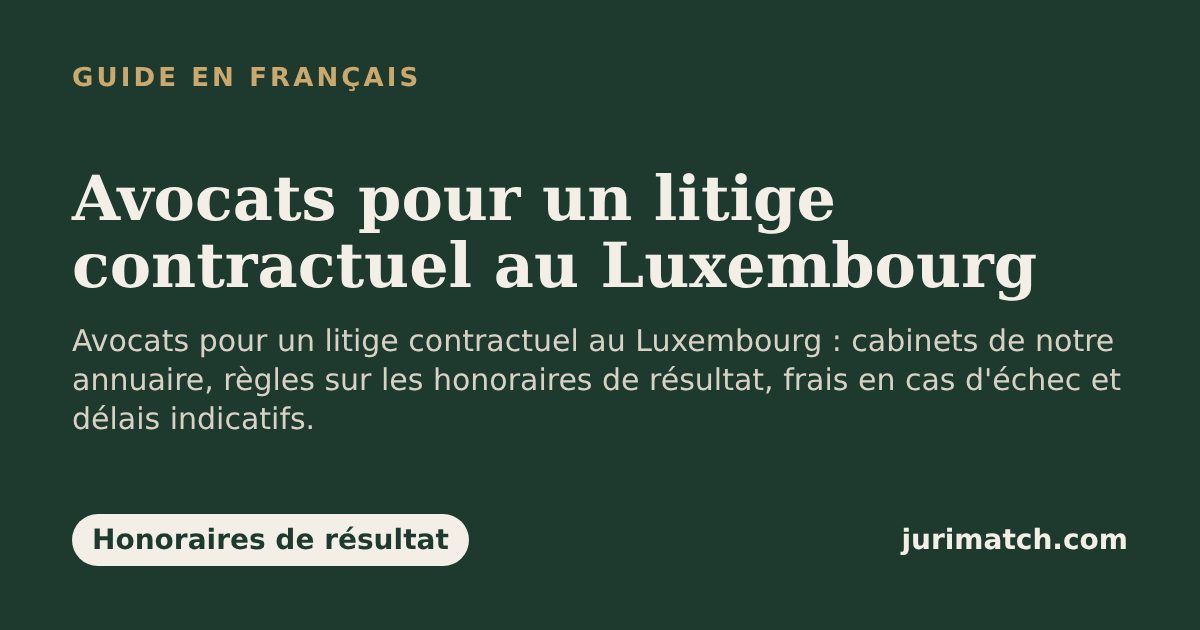 GUIDE EN FRANÇAIS
Avocats pour un litige
contractuel au Luxembourg
Avocats pour un litige contractuel au Luxembourg : cabinets de notre
annuaire, règles sur les honoraires de résultat, frais en cas d'échec et
délais indicatifs.
Honoraires de résultat
jurimatch.com